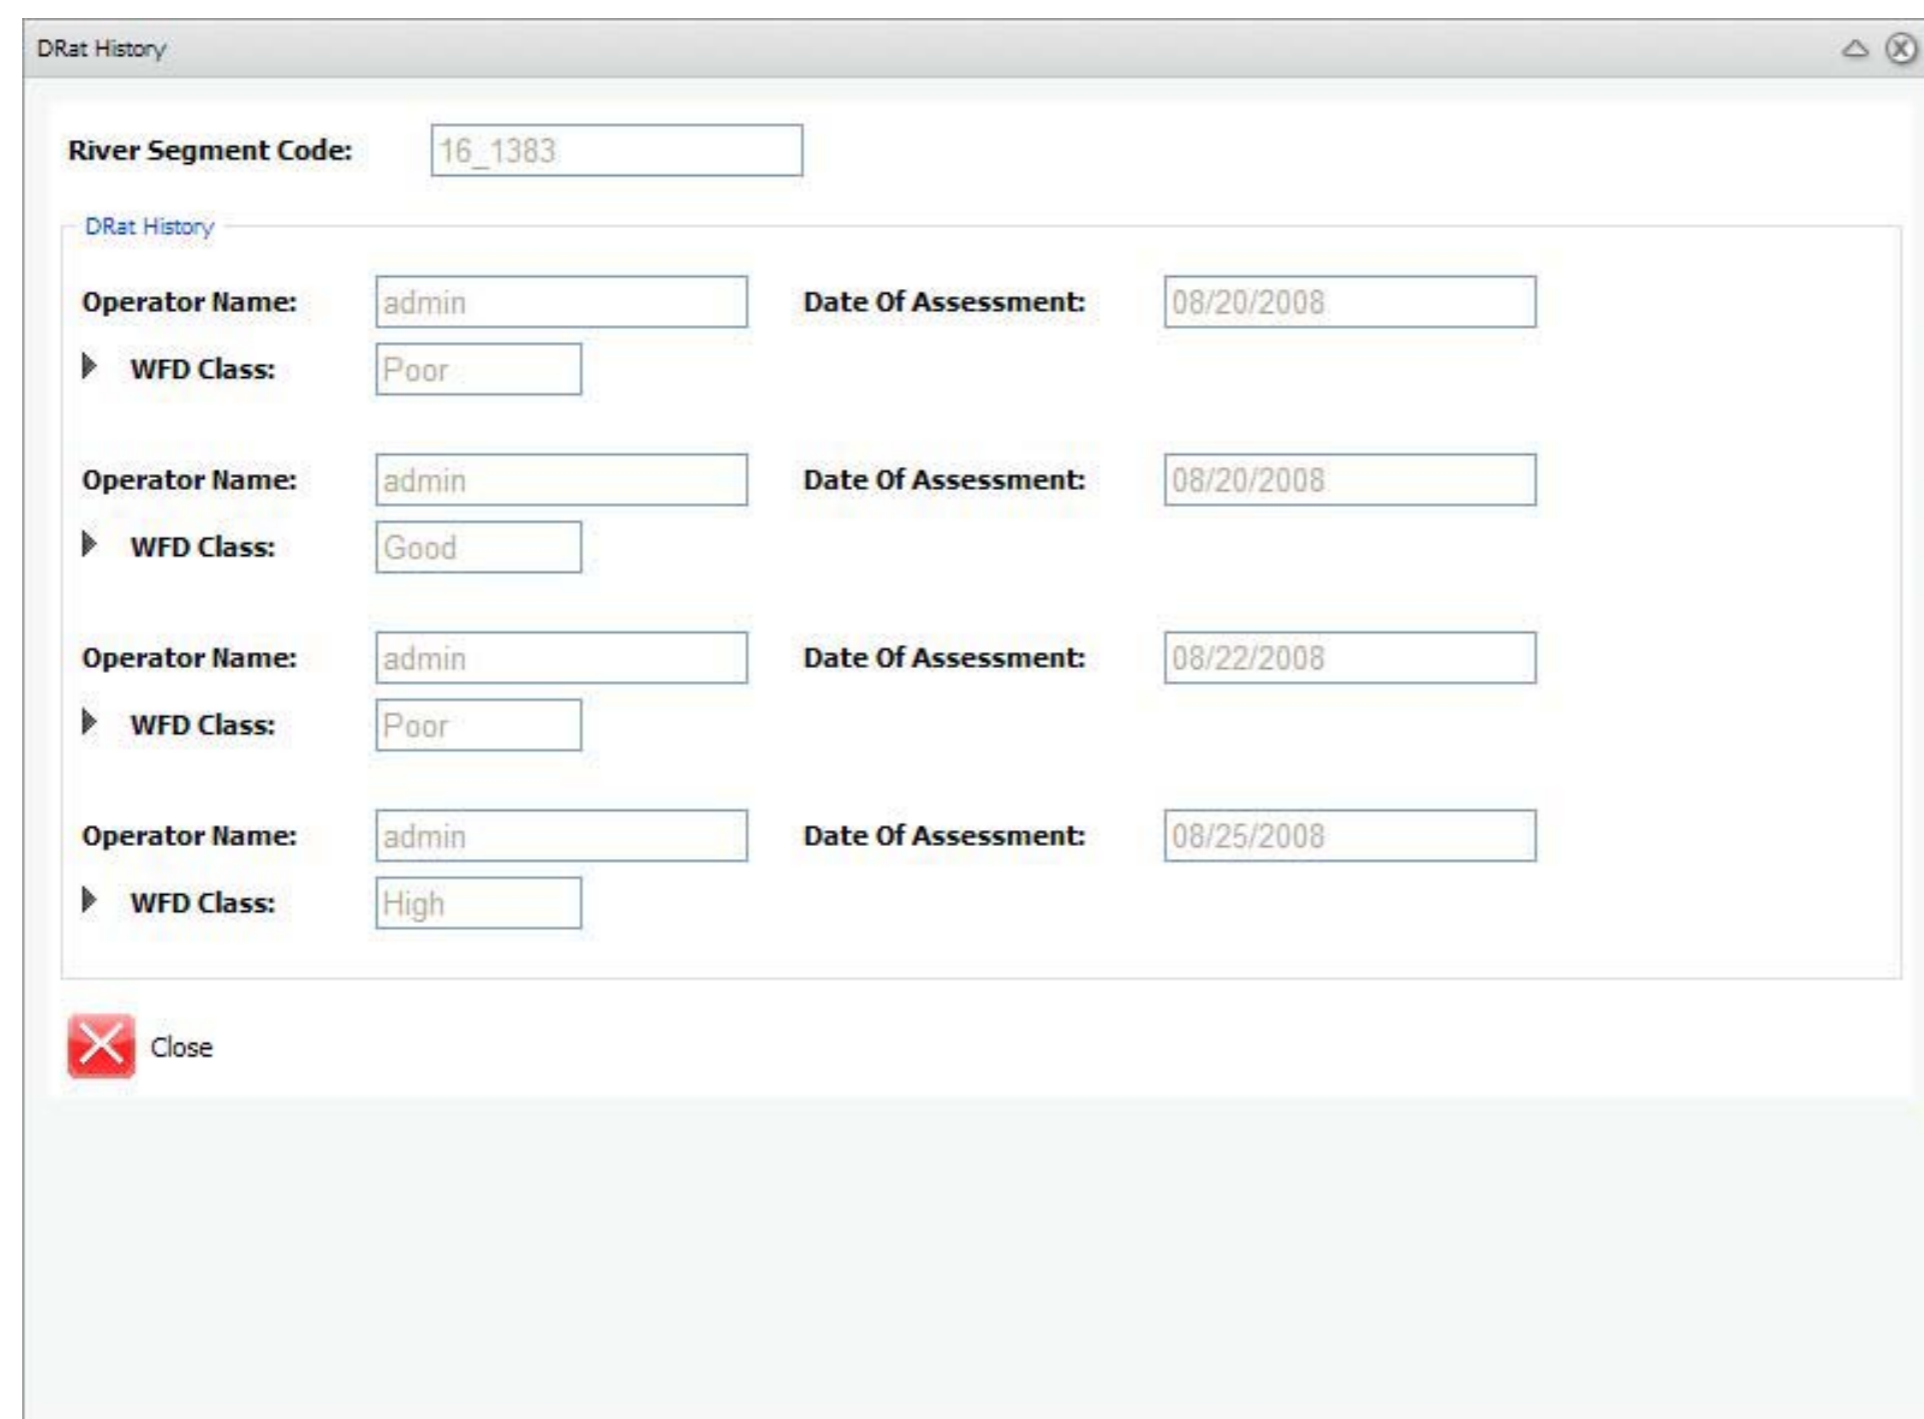 DRat History
River Segment Code: 16_1383
DRat History
Operator Name: admin Date Of Assessment: 08/20/2008
WFD Class: Poor
Operator Name: admin Date Of Assessment: 08/20/2008
WFD Class: Good
Operator Name: admin Date Of Assessment: 08/22/2008
WFD Class: Poor
Operator Name: admin Date Of Assessment: 08/25/2008
WFD Class: High
Close